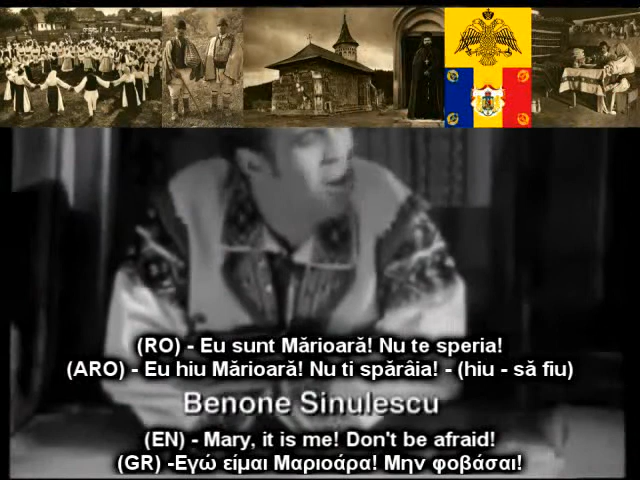 (RO) - Eu sunt Mărioară! Nu te speria!
(ARO) - Eu hiu Mărioară! Nu ti spărâia! - (hiu - să fiu)
Benone Sinulescu
(EN) - Mary, it is me! Don't be afraid!
(GR) -Εγώ είμαι Μαριοάρα! Μην φοβάσαι!